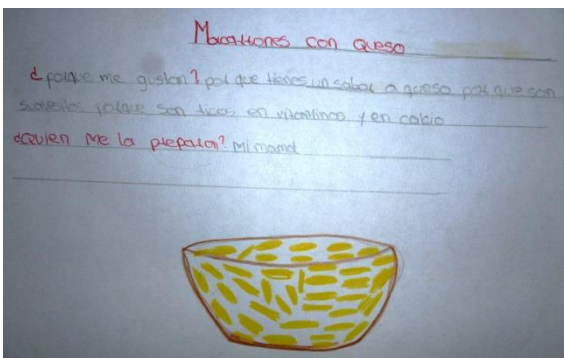 Macarrones con queso
¿porque me gustan? por que tienes un sabor a queso por que son
suavesitos porque son ricos en vitaminas y en calcio
¿Quien me la prepara? Mi mamá